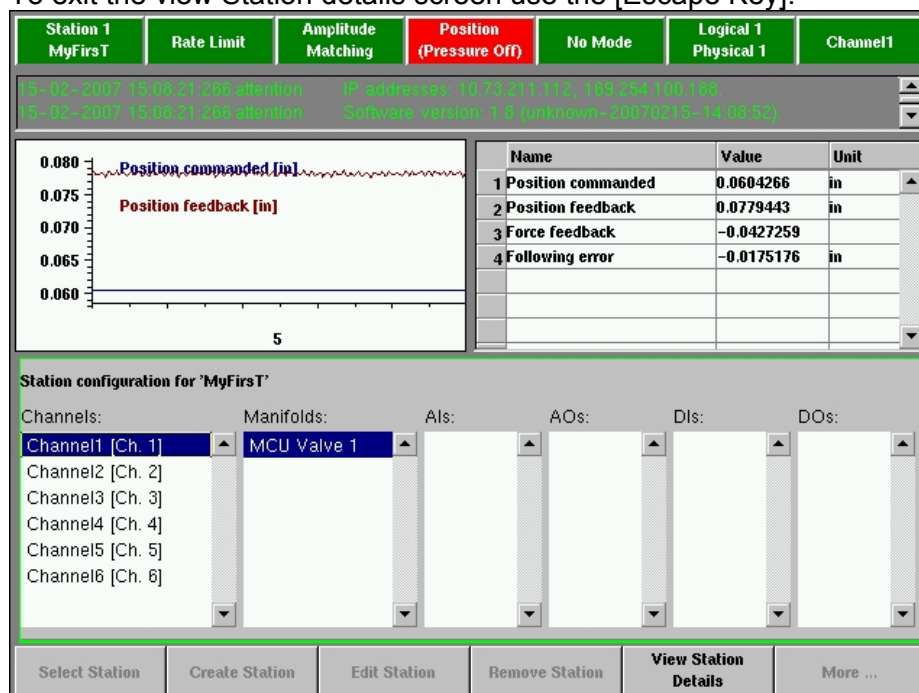 To exit the view Station details screen use the [Escape Key].
Station 1 MyFirsT
Rate Limit
Amplitude Matching
Position (Pressure Off)
No Mode
Logical 1 Physical 1
Channel1
15-02-2007 15:08:21:266 attention IP addresses: 10.73.211.112, 169.254.100.188.
15-02-2007 15:08:21:266 attention Software version: 1.8 (unknown-20070215-14:08:52).
0.080
Position commanded [in]
0.075
Position feedback [in]
0.070
0.065
0.060
5
Name Value Unit
1 Position commanded 0.0604266 in
2 Position feedback 0.0779443 in
3 Force feedback -0.0427259
4 Following error -0.0175176 in
Station configuration for 'MyFirsT'
Channels: Manifolds: AIs: AOs: DIs: DOs:
Channel1 [Ch. 1] MCU Valve 1
Channel2 [Ch. 2]
Channel3 [Ch. 3]
Channel4 [Ch. 4]
Channel5 [Ch. 5]
Channel6 [Ch. 6]
Select Station
Create Station
Edit Station
Remove Station
View Station Details
More ...